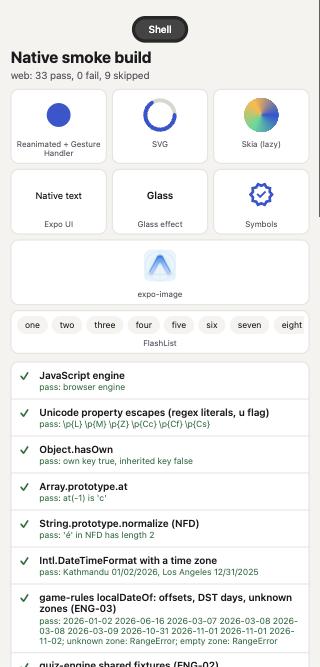 Shell
Native smoke build
web: 33 pass, 0 fail, 9 skipped
Reanimated + Gesture
Handler
SVG
Skia (lazy)
Native text
Expo UI
Glass
Glass effect
Symbols
expo-image
one two three four five six seven eight
FlashList
JavaScript engine
pass: browser engine
Unicode property escapes (regex literals, u flag)
pass: \p{L} \p{M} \p{Z} \p{Cc} \p{Cf} \p{Cs}
Object.hasOwn
pass: own key true, inherited key false
Array.prototype.at
pass: at(-1) is 'c'
String.prototype.normalize (NFD)
pass: 'é' in NFD has length 2
Intl.DateTimeFormat with a time zone
pass: Kathmandu 01/02/2026, Los Angeles 12/31/2025
game-rules localDateOf: offsets, DST days, unknown
zones (ENG-03)
pass: 2026-01-02 2026-06-16 2026-03-07 2026-03-08 2026-
03-08 2026-03-09 2026-10-31 2026-11-01 2026-11-01 2026-
11-02; unknown zone: RangeError; empty zone: RangeError
quiz-engine shared fixtures (ENG-02)